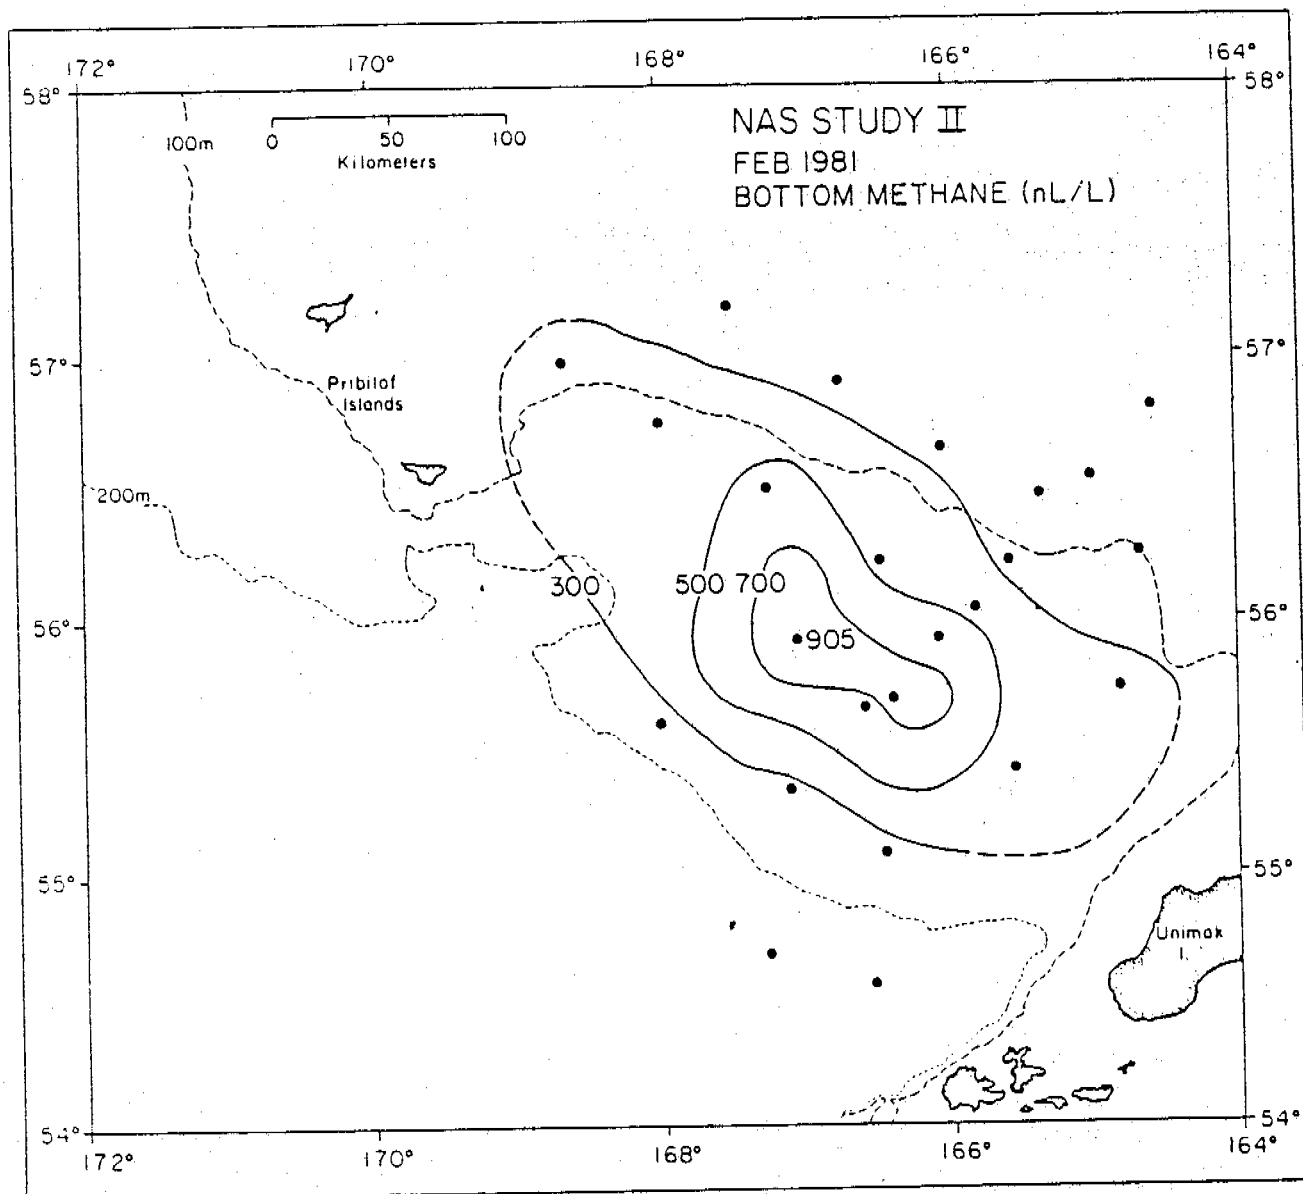 172° 170° 168° 166° 164°
58° 58°
100m
0 50 100
Kilometers
NAS STUDY II
FEB 1981
BOTTOM METHANE (nL/L)
57° 57°
Pribilof
Islands
200m
300 500 700
905
56° 56°
55° 55°
Unimak
I.
54° 54°
172° 170° 168° 166° 164°